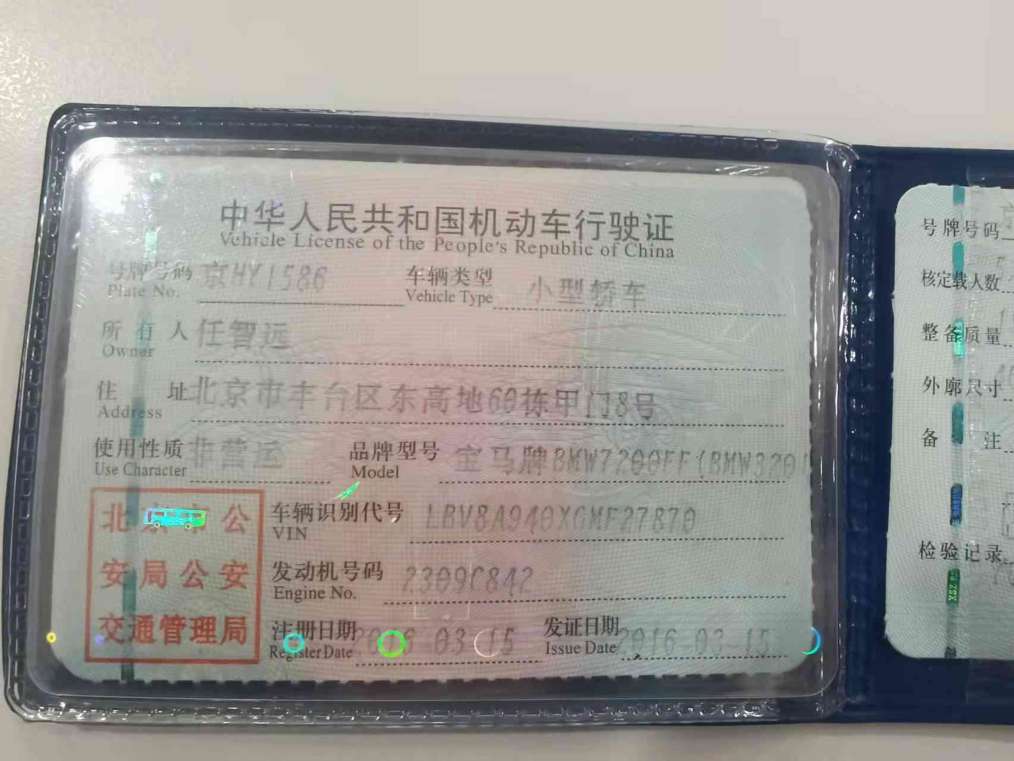 中华人民共和国机动车行驶证
Vehicle License of the People's Republic of China
号牌号码 京HY1586 车辆类型 小型轿车
Plate No. Vehicle Type
所有人 任智远
Owner
住址 北京市丰台区东高地60栋甲118号
Address
使用性质 非营运 品牌型号 宝马牌BMW7200FF(BMW320
Use Character Model
北京市公 车辆识别代号 LBV8A940XGMF27870
VIN
安局公安 发动机号码 2309C842
Engine No.
交通管理局 注册日期 2016-03-15 发证日期 2016-03-15
Register Date Issue Date
号牌号码
核定载人数
整备质量
外廓尺寸
备注
检验记录